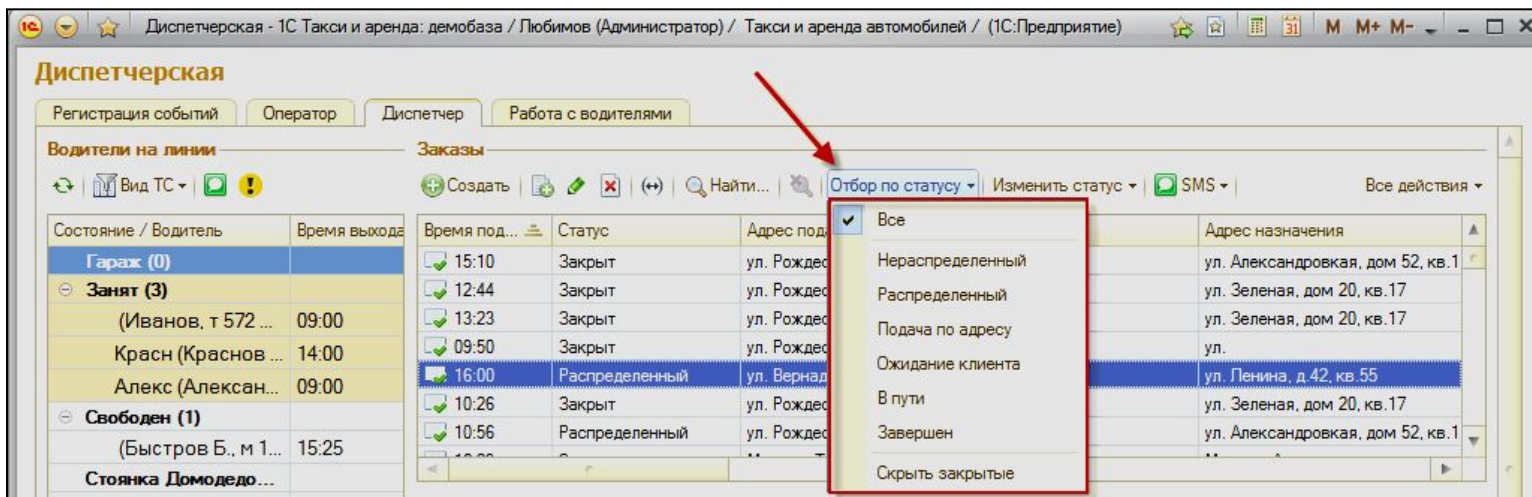 Диспетчерская - 1С Такси и аренда: демобаза / Любимов (Администратор) / Такси и аренда автомобилей / (1С:Предприятие) M M+ M-
Диспетчерская
Регистрация событий Оператор Диспетчер Работа с водителями
Водители на линии Заказы
Вид ТС Создать Найти... Отбор по статусу Изменить статус SMS Все действия
Состояние / Водитель Время выхода Время под... Статус Адрес пода Адрес назначения
Гараж (0) 15:10 Закрыт ул. Рождес ул. Александровкая, дом 52, кв.1
Занят (3) 12:44 Закрыт ул. Рождес ул. Зеленая, дом 20, кв.17
(Иванов, т 572 ... 09:00 13:23 Закрыт ул. Рождес ул. Зеленая, дом 20, кв.17
Красн (Краснов ... 14:00 09:50 Закрыт ул. Рождес ул.
Алекс (Алексан... 09:00 16:00 Распределенный ул. Вернад ул. Ленина, д.42, кв.55
Свободен (1) 10:26 Закрыт ул. Рождес ул. Зеленая, дом 20, кв.17
(Быстров Б., м 1... 15:25 10:56 Распределенный ул. Рождес ул. Александровкая, дом 52, кв.1
Стоянка Домодедо...
Все
Нераспределенный
Распределенный
Подача по адресу
Ожидание клиента
В пути
Завершен
Скрыть закрытые